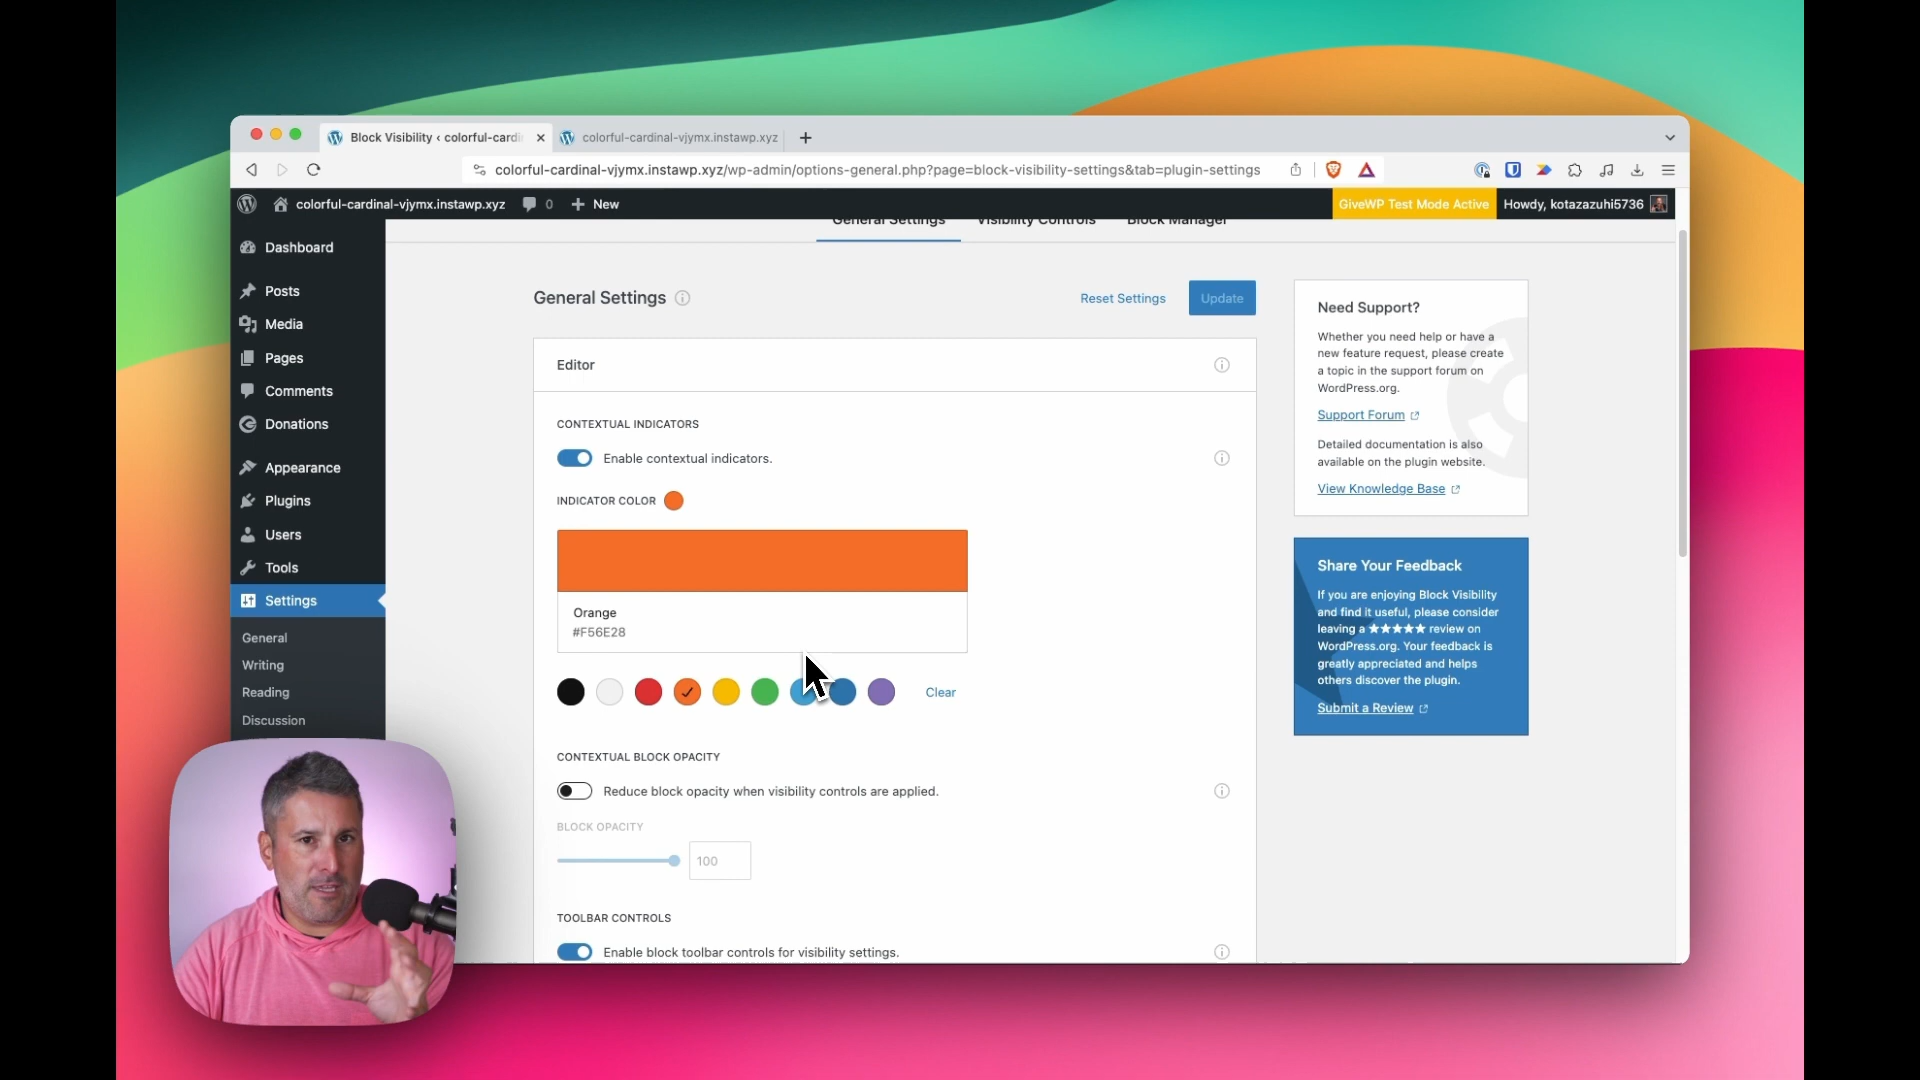 Block Visibility ‹ colorful-cardi
colorful-cardinal-vjymx.instawp.xyz
colorful-cardinal-vjymx.instawp.xyz/wp-admin/options-general.php?page=block-visibility-settings&tab=plugin-settings
colorful-cardinal-vjymx.instawp.xyz
0
New
GiveWP Test Mode Active
Howdy, kotazazuhi5736
General Settings
Visibility Controls
Block Manager
Dashboard
Posts
Media
Pages
Comments
Donations
Appearance
Plugins
Users
Tools
Settings
General
Writing
Reading
Discussion
General Settings
Reset Settings
Update
Editor
CONTEXTUAL INDICATORS
Enable contextual indicators.
INDICATOR COLOR
Orange
#F56E28
Clear
CONTEXTUAL BLOCK OPACITY
Reduce block opacity when visibility controls are applied.
BLOCK OPACITY
100
TOOLBAR CONTROLS
Enable block toolbar controls for visibility settings.
Need Support?
Whether you need help or have a
new feature request, please create
a topic in the support forum on
WordPress.org.
Support Forum
Detailed documentation is also
available on the plugin website.
View Knowledge Base
Share Your Feedback
If you are enjoying Block Visibility
and find it useful, please consider
leaving a ★★★★★ review on
WordPress.org. Your feedback is
greatly appreciated and helps
others discover the plugin.
Submit a Review